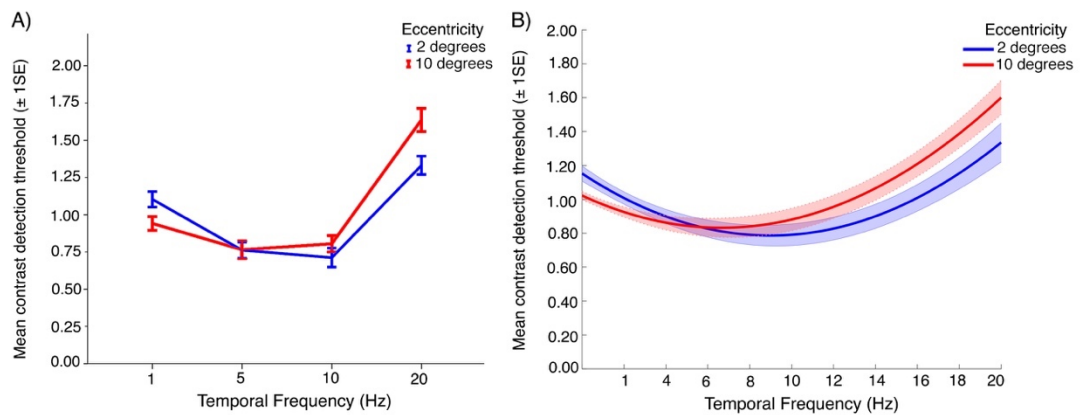 A)
Eccentricity
2 degrees
10 degrees
Mean contrast detection threshold (± 1SE)
2.00
1.75
1.50
1.25
1.00
0.75
0.50
0.25
0.00
1 5 10 20
Temporal Frequency (Hz)
B)
Eccentricity
2 degrees
10 degrees
Mean contrast detection threshold (± 1SE)
2.00
1.80
1.60
1.40
1.20
1.00
0.80
0.60
0.40
0.20
0.00
1 4 6 8 10 12 14 16 18 20
Temporal Frequency (Hz)